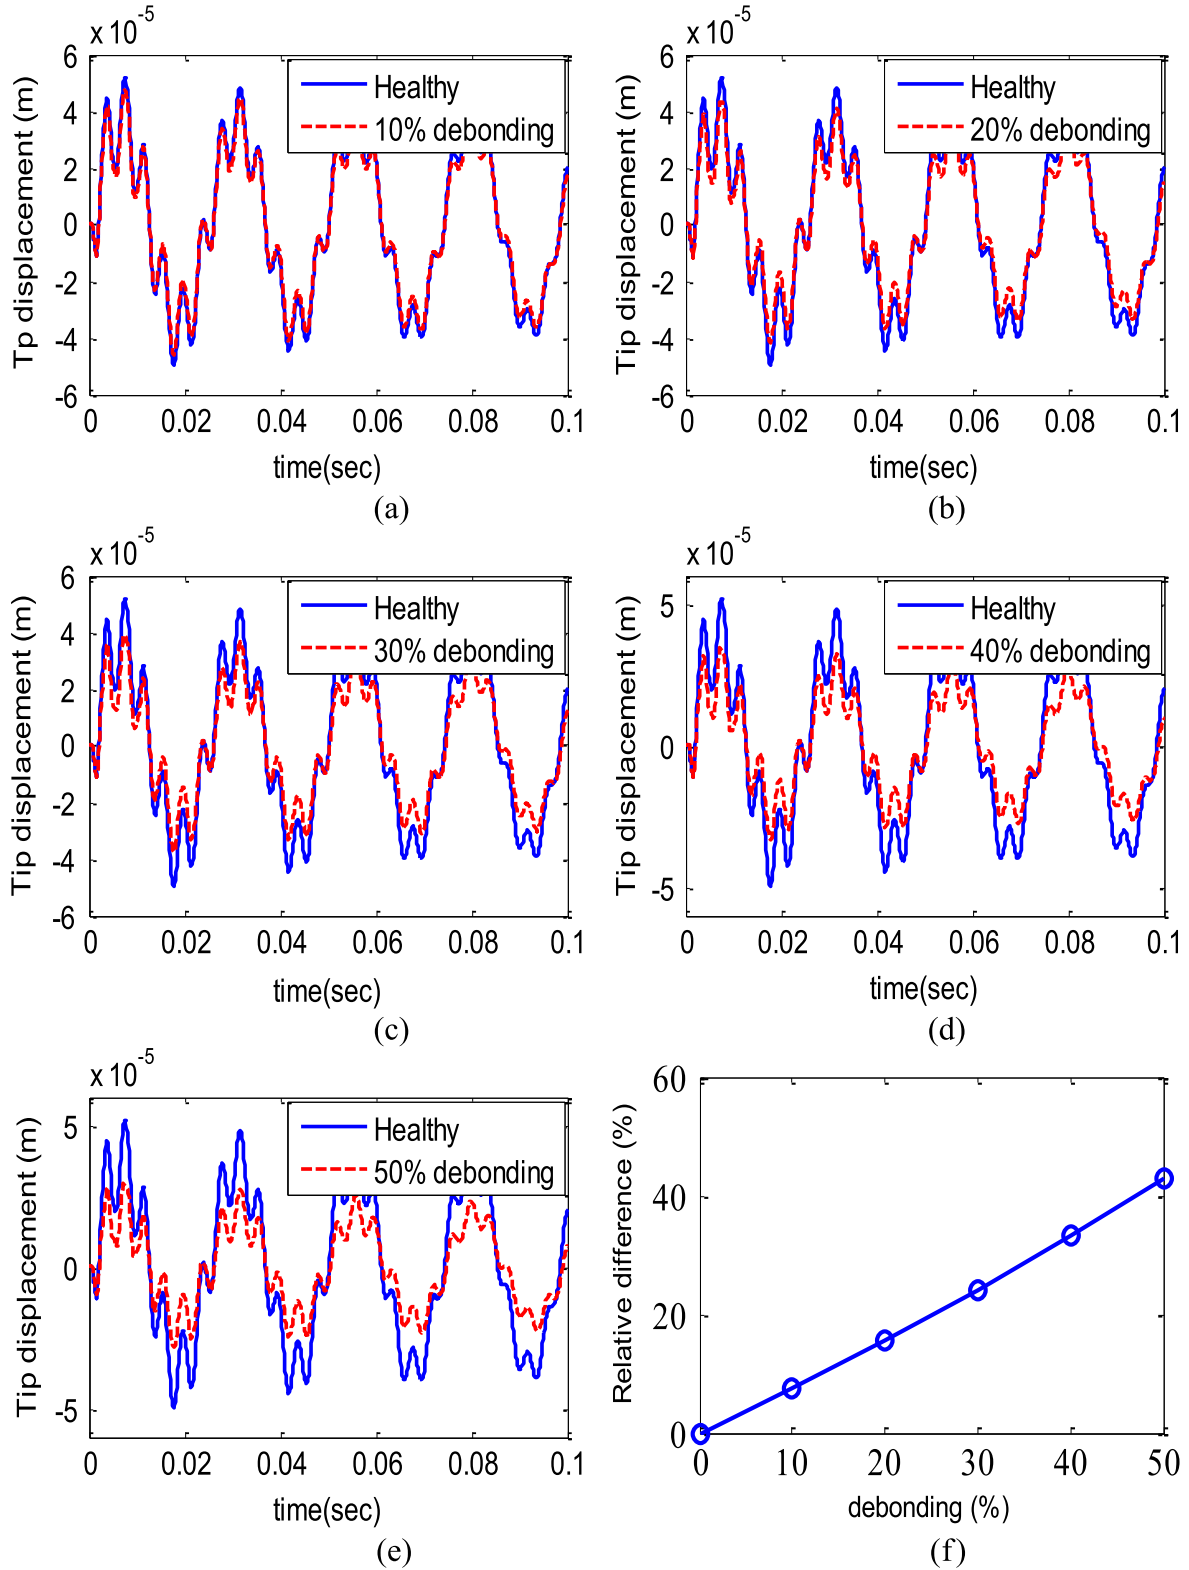 x 10-5
6
4
2
0
-2
-4
-6
Tp displacement (m)
Healthy
10% debonding
0 0.02 0.04 0.06 0.08 0.1
time(sec)
(a)
x 10-5
6
4
2
0
-2
-4
-6
Tip displacement (m)
Healthy
20% debonding
0 0.02 0.04 0.06 0.08 0.1
time(sec)
(b)
x 10-5
6
4
2
0
-2
-4
-6
Tip displacement (m)
Healthy
30% debonding
0 0.02 0.04 0.06 0.08 0.1
time(sec)
(c)
x 10-5
5
0
-5
Tip displacement (m)
Healthy
40% debonding
0 0.02 0.04 0.06 0.08 0.1
time(sec)
(d)
x 10-5
5
0
-5
Tip displacement (m)
Healthy
50% debonding
0 0.02 0.04 0.06 0.08 0.1
time(sec)
(e)
60
40
20
0
Relative difference (%)
0 10 20 30 40 50
debonding (%)
(f)